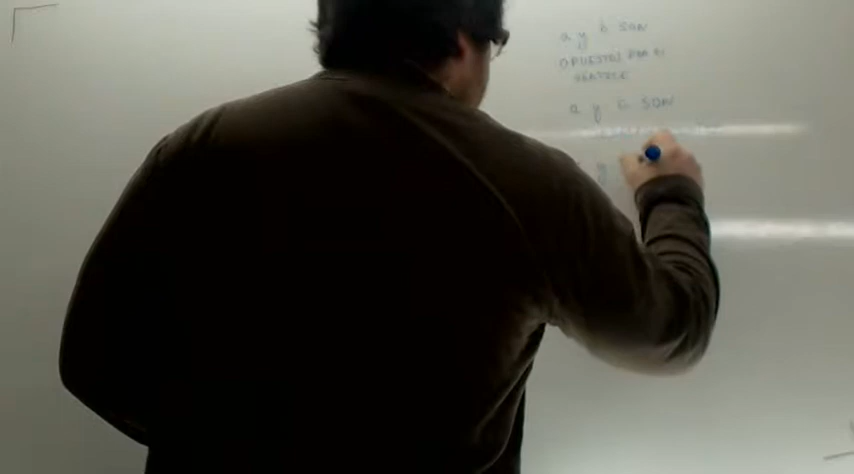 a y b SON
OPUESTOS POR EL
VERTICE
a y b SON
y